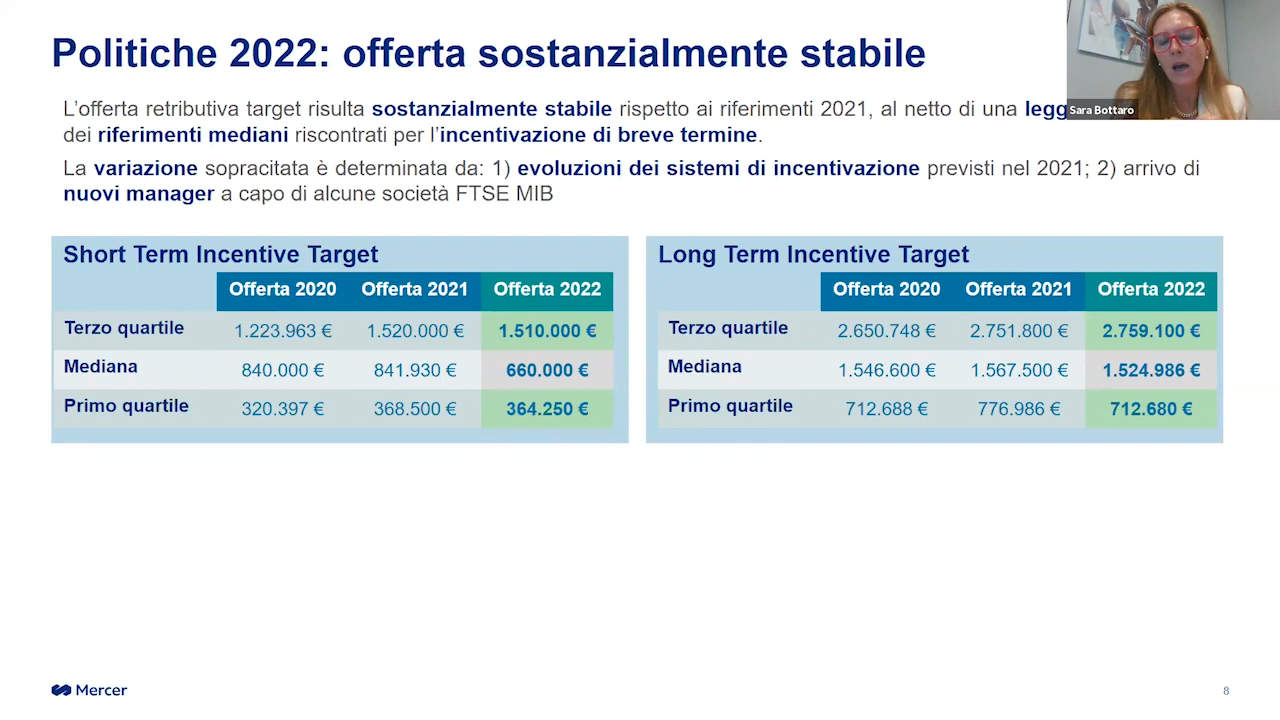 Politiche 2022: offerta sostanzialmente stabile
Sara Bottaro
L’offerta retributiva target risulta sostanzialmente stabile rispetto ai riferimenti 2021, al netto di una
dei riferimenti mediani riscontrati per l’incentivazione di breve termine.
La variazione sopracitata è determinata da: 1) evoluzioni dei sistemi di incentivazione previsti nel 2021; 2) arrivo di
nuovi manager a capo di alcune società FTSE MIB
Short Term Incentive Target
Offerta 2020 Offerta 2021 Offerta 2022
Terzo quartile 1.223.963 € 1.520.000 € 1.510.000 €
Mediana 840.000 € 841.930 € 660.000 €
Primo quartile 320.397 € 368.500 € 364.250 €
Long Term Incentive Target
Offerta 2020 Offerta 2021 Offerta 2022
Terzo quartile 2.650.748 € 2.751.800 € 2.759.100 €
Mediana 1.546.600 € 1.567.500 € 1.524.986 €
Primo quartile 712.688 € 776.986 € 712.680 €
Mercer
8